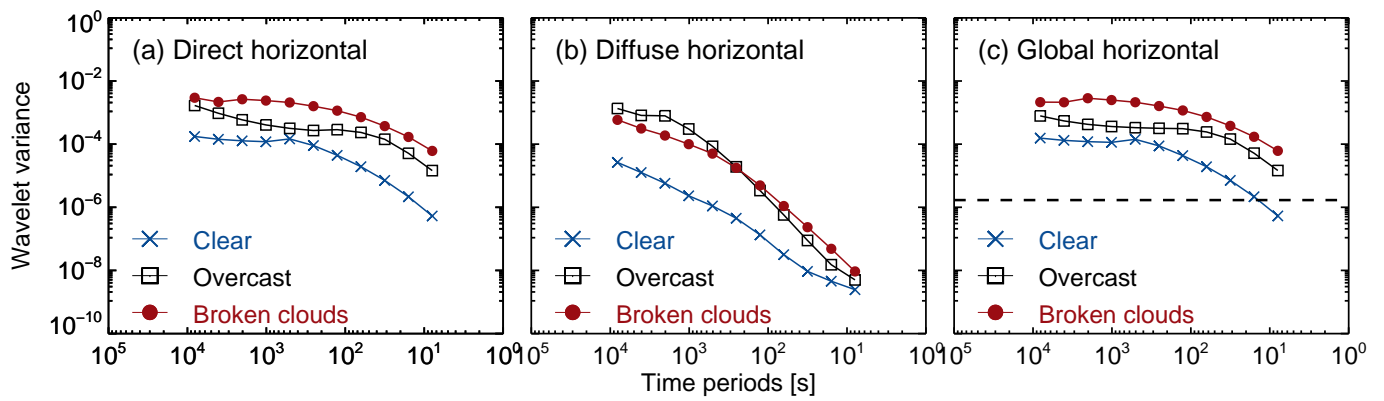 Wavelet variance
10^0
10^-2
10^-4
10^-6
10^-8
10^-10
(a) Direct horizontal
Clear
Overcast
Broken clouds
10^5 10^4 10^3 10^2 10^1 10^0
(b) Diffuse horizontal
Clear
Overcast
Broken clouds
10^5 10^4 10^3 10^2 10^1 10^0
(c) Global horizontal
Clear
Overcast
Broken clouds
10^5 10^4 10^3 10^2 10^1 10^0
Time periods [s]